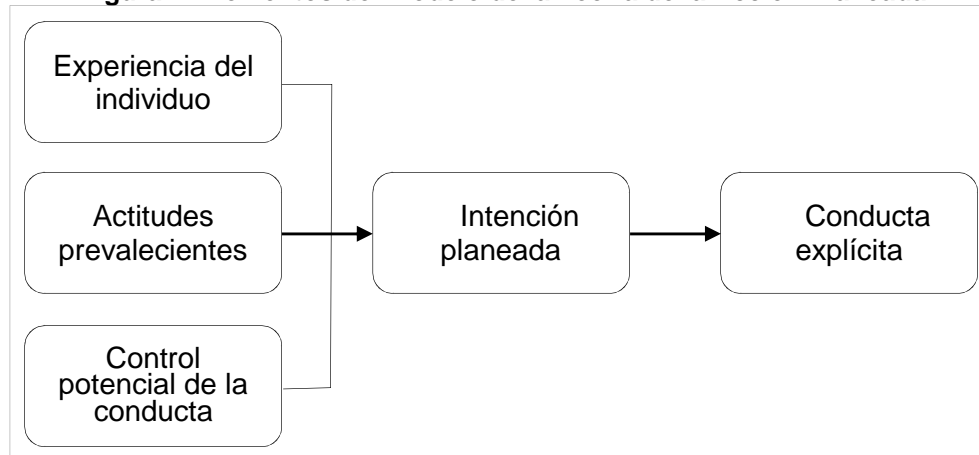 Experiencia del
individuo
Actitudes
prevalecientes
Intención
planeada
Conducta
explícita
Control
potencial de la
conducta